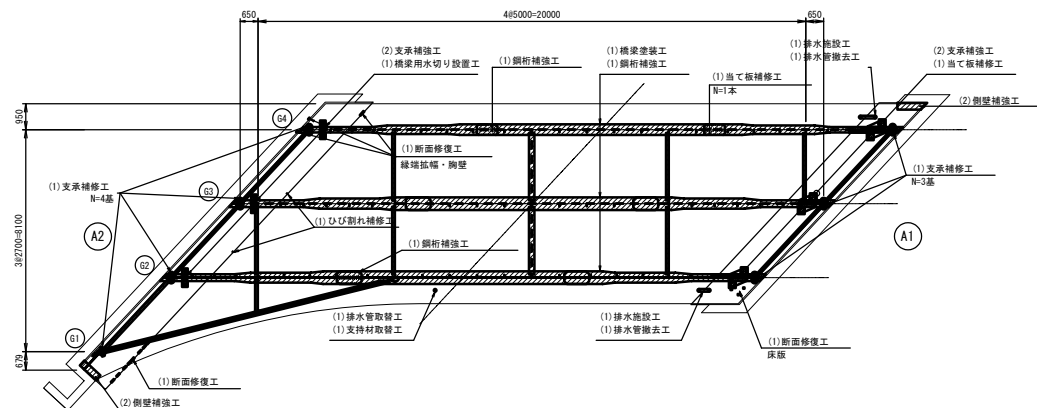 650
4@5000=20000
650
(2)支承補強工
(1)橋梁用水切り設置工
(1)鋼桁補強工
(1)橋梁塗装工
(1)鋼桁補強工
(1)当て板補修工
N=1本
(1)排水施設工
(1)排水管撤去工
(2)支承補強工
(1)当て板補修工
(2)側壁補強工
950
G4
(1)断面修復工
縁端拡幅・胸壁
(1)支承補修工
N=4基
G3
(1)支承補修工
N=3基
3@2700=8100
A2
(1)ひび割れ補修工
A1
(1)鋼桁補強工
G2
(1)排水管取替工
(1)支持材取替工
(1)排水施設工
(1)排水管撤去工
G1
679
(1)断面修復工
床版
(1)断面修復工
(2)側壁補強工